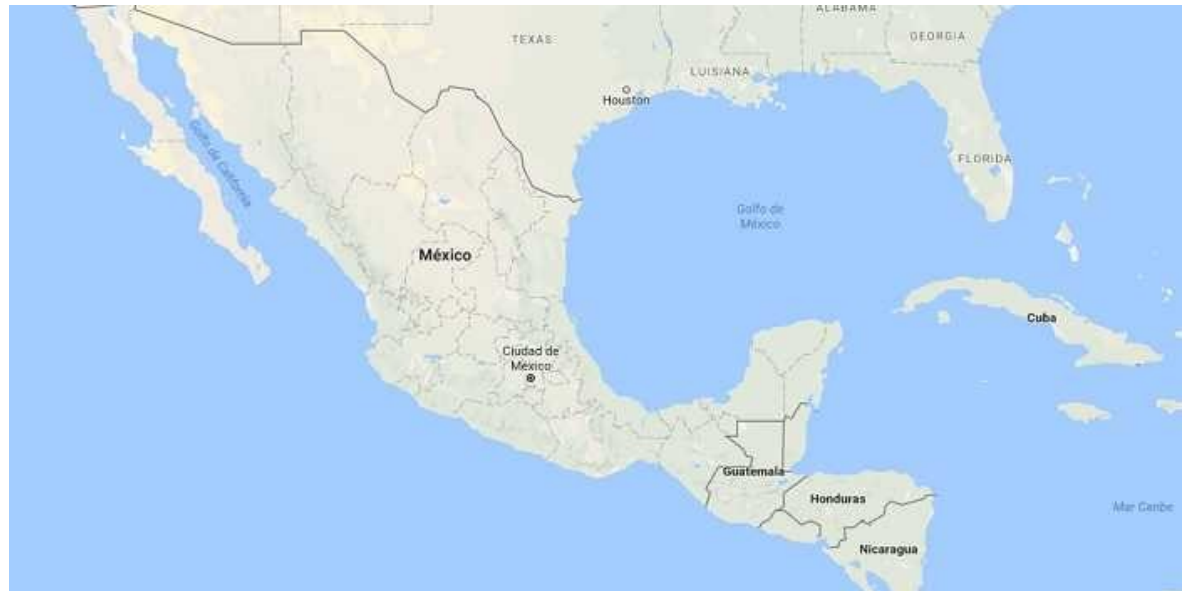 ALABAMA
TEXAS
GEORGIA
LUISIANA
Houston
Golfo de California
FLORIDA
Golfo de
México
México
Cuba
Ciudad de
México
Guatemala
Honduras
Mar Caribe
Nicaragua